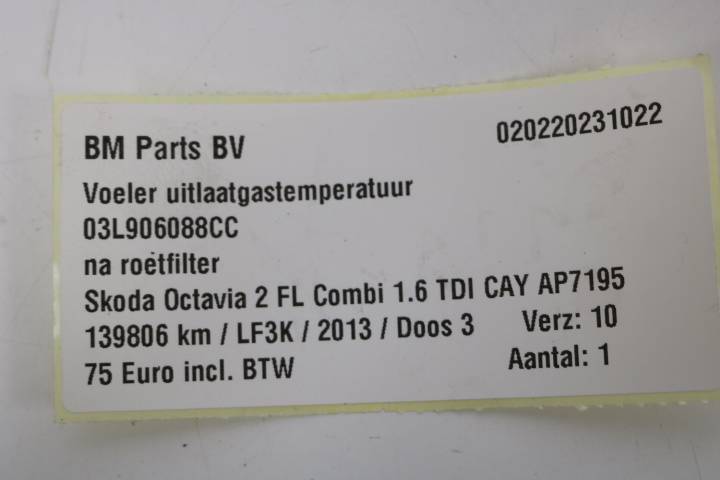 BM Parts BV 020220231022
Voeler uitlaatgastemperatuur
03L906088CC
na roetfilter
Skoda Octavia 2 FL Combi 1.6 TDI CAY AP7195
139806 km / LF3K / 2013 / Doos 3 Verz: 10
75 Euro incl. BTW Aantal: 1